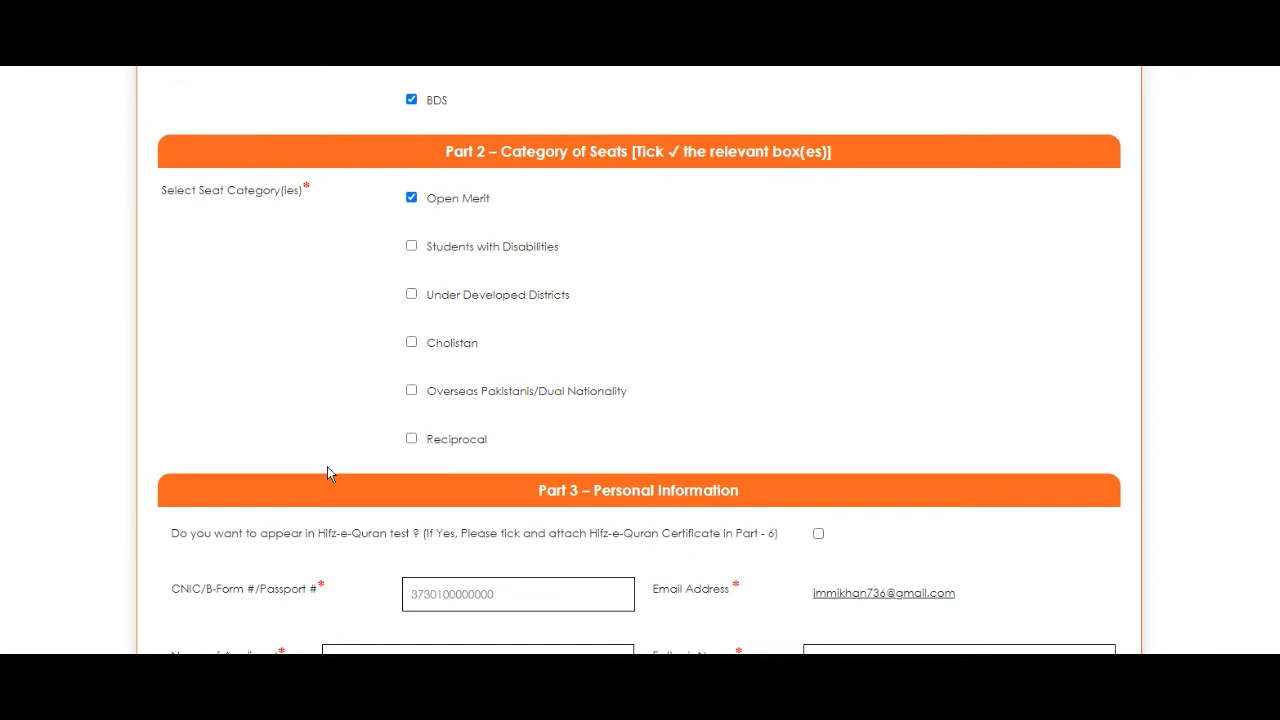 BDS
Part 2 – Category of Seats [Tick ✓ the relevant box(es)]
Select Seat Category(ies)*
Open Merit
Students with Disabilities
Under Developed Districts
Cholistan
Overseas Pakistanis/Dual Nationality
Reciprocal
Part 3 – Personal Information
Do you want to appear in Hifz-e-Quran test ? (If Yes, Please tick and attach Hifz-e-Quran Certificate in Part - 6)
CNIC/B-Form #/Passport #* 3730100000000 Email Address * immikhan736@gmail.com